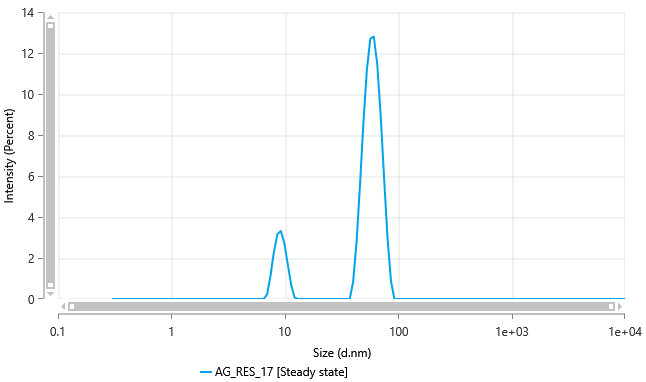 14
12
10
8
6
4
2
0
Intensity (Percent)
0.1 1 10 100 1e+03 1e+04
Size (d.nm)
AG_RES_17 [Steady state]